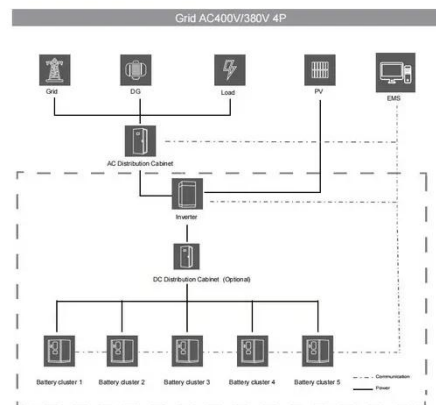 Grid AC400V/380V 4P
Grid
DG
Load
PV
EMS
AC Distribution Cabinet
Inverter
DC Distribution Cabinet (Optional)
Battery cluster 1
Battery cluster 2
Battery cluster 3
Battery cluster 4
Battery cluster 5
Communication
Power